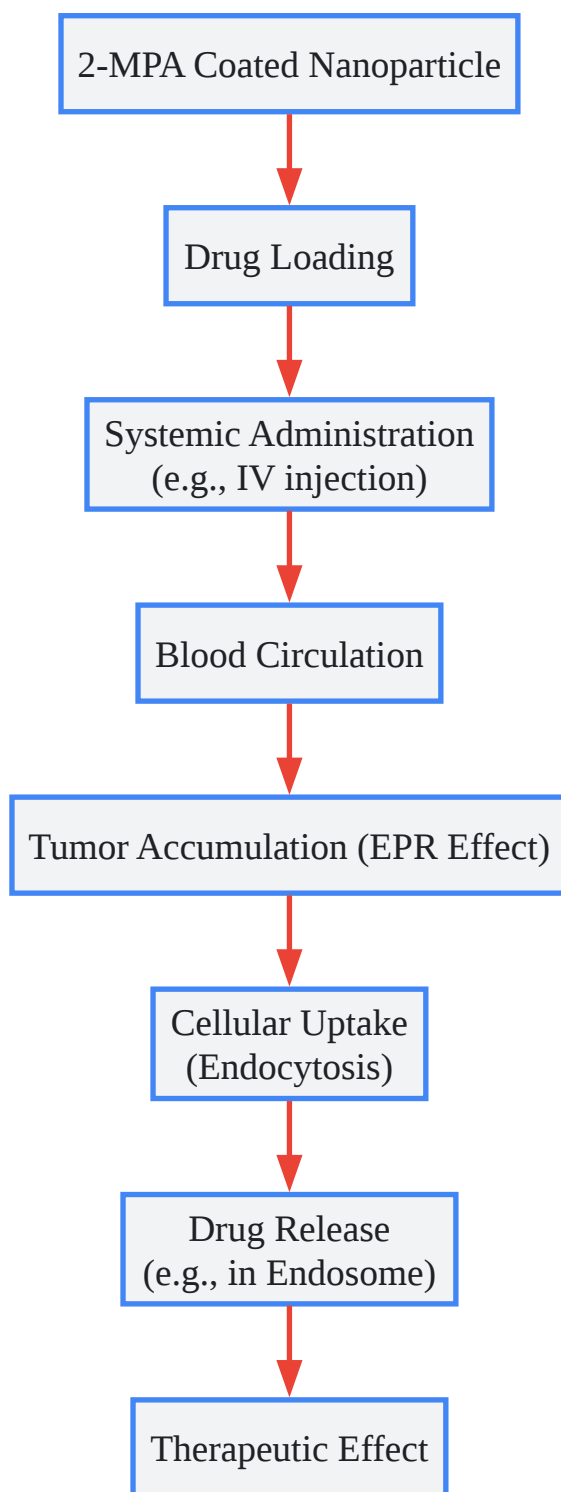 2-MPA Coated Nanoparticle
Drug Loading
Systemic Administration
(e.g., IV injection)
Blood Circulation
Tumor Accumulation (EPR Effect)
Cellular Uptake
(Endocytosis)
Drug Release
(e.g., in Endosome)
Therapeutic Effect